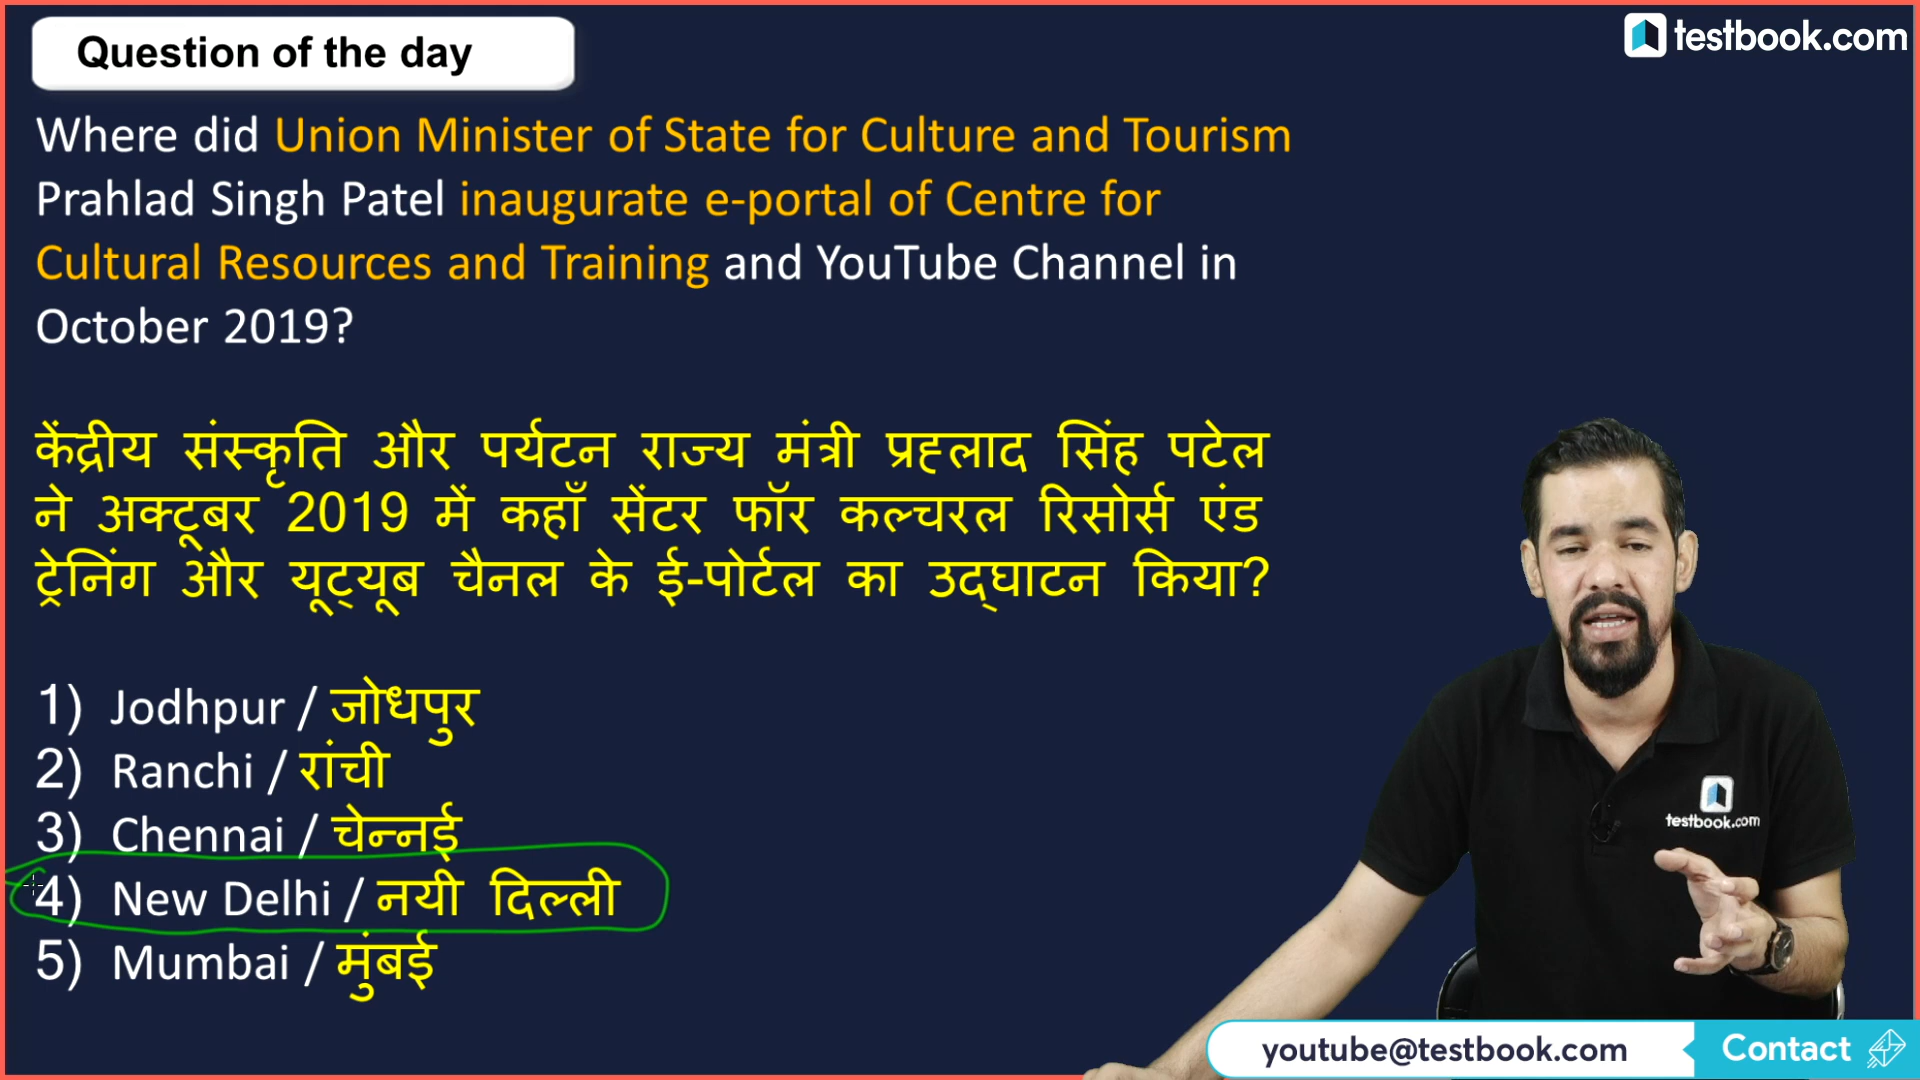 Question of the day
testbook.com
Where did Union Minister of State for Culture and Tourism
Prahlad Singh Patel inaugurate e-portal of Centre for
Cultural Resources and Training and YouTube Channel in
October 2019?
केंद्रीय संस्कृति और पर्यटन राज्य मंत्री प्रह्लाद सिंह पटेल
ने अक्टूबर 2019 में कहाँ सेंटर फॉर कल्चरल रिसोर्स एंड
ट्रेनिंग और यूट्यूब चैनल के ई-पोर्टल का उद्घाटन किया?
1) Jodhpur / जोधपुर
2) Ranchi / रांची
3) Chennai / चेन्नई
4) New Delhi / नयी दिल्ली
5) Mumbai / मुंबई
testbook.com
youtube@testbook.com Contact